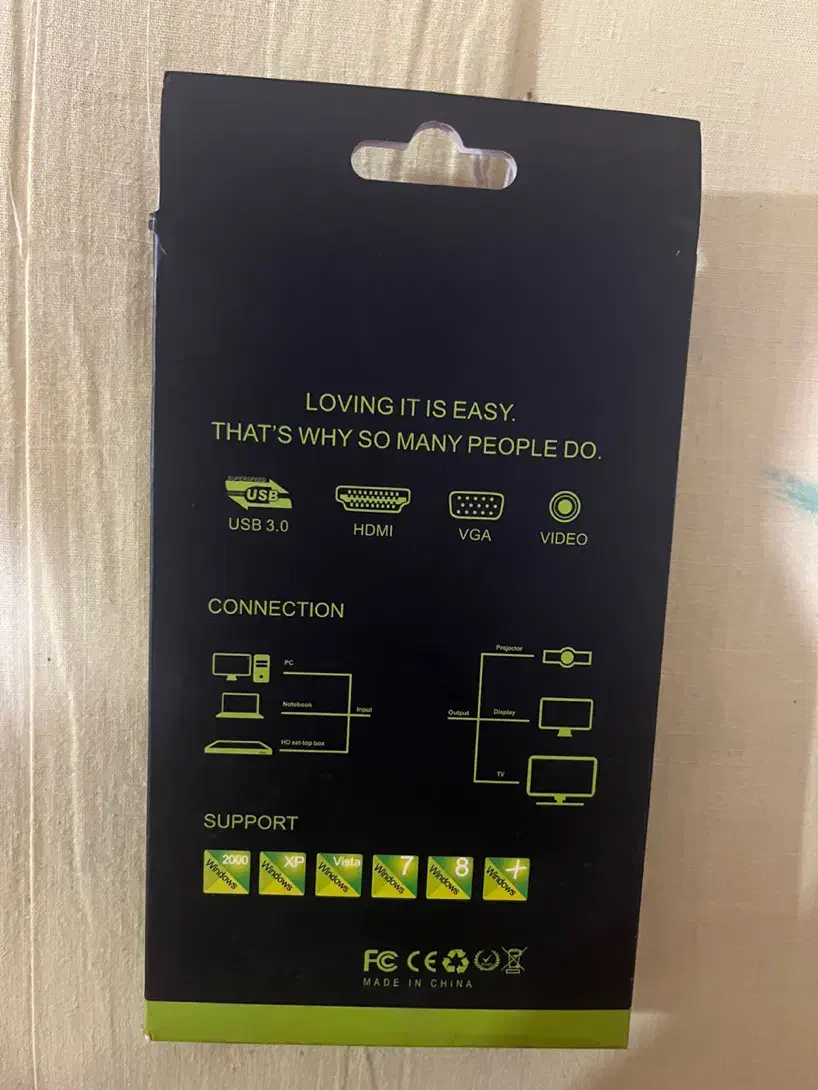 LOVING IT IS EASY.
THAT'S WHY SO MANY PEOPLE DO.
SUPERSPEED
USB
USB 3.0
HDMI
VGA
VIDEO
CONNECTION
PC
Notebook
HD set-top box
Input
Output
Projector
Display
TV
SUPPORT
2000 Windows
XP Windows
Vista Windows
7 Windows
8 Windows
+ Windows
FC CE
MADE IN CHINA